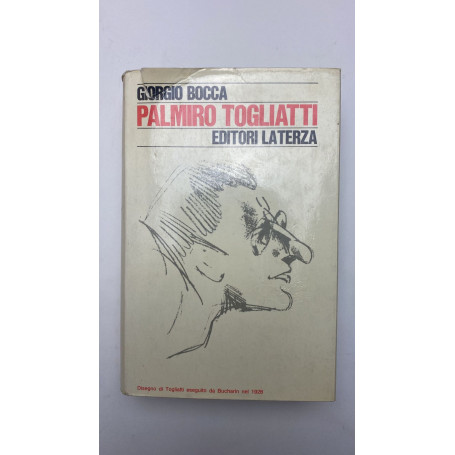 GIORGIO BOCCA
PALMIRO TOGLIATTI
EDITORI LATERZA
Disegno di Togliatti eseguito da Bucharin nel 1928